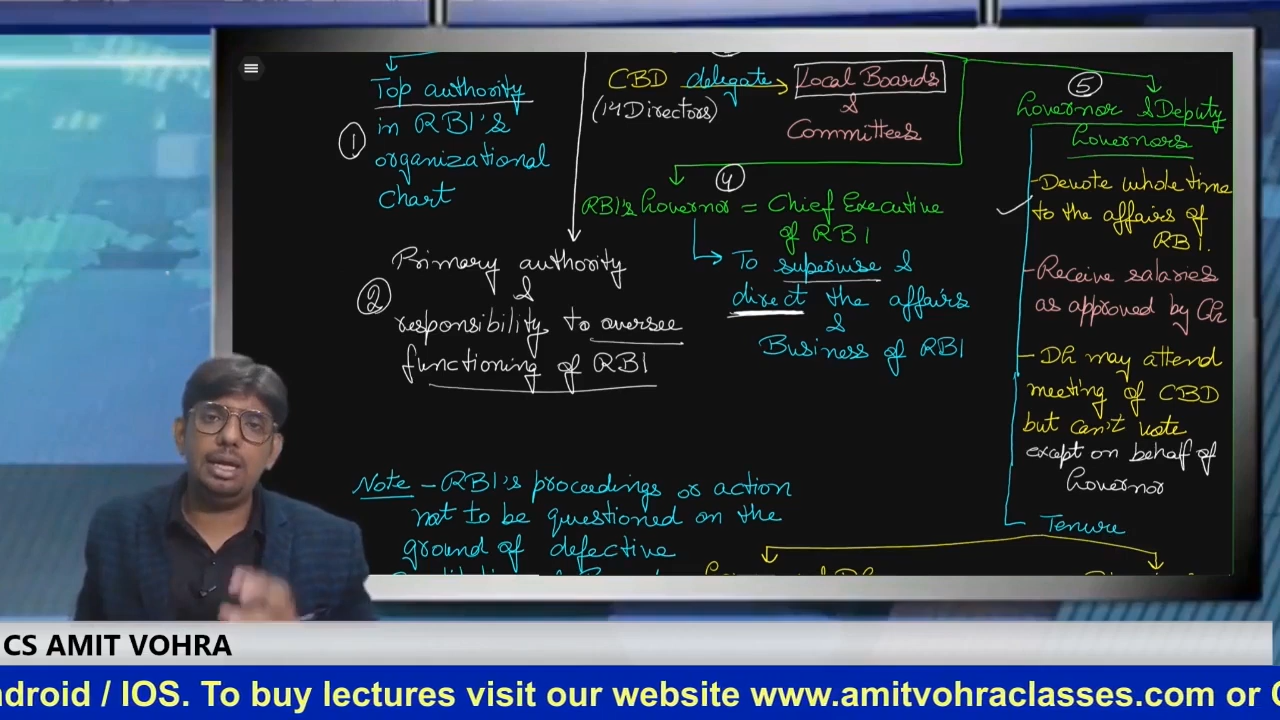 Top authority
in RBI's
organizational
chart
1
CBD delegate Local Boards
(14 Directors)
&
Committees
4
RBI's Governor = Chief Executive
of RBI
To supervise &
direct the affairs
&
Business of RBI
Primary authority
&
2
responsibility to oversee
functioning of RBI
5
Governor & Deputy
Governors
- Devote whole time
to the affairs of
RBI.
- Receive salaries
as approved by CG
- DG may attend
meeting of CBD
but can't vote
except on behalf of
Governor
Tenure
Note - RBI's proceedings or action
not to be questioned on the
ground of defective
CS AMIT VOHRA
ndroid / IOS. To buy lectures visit our website www.amitvohraclasses.com or